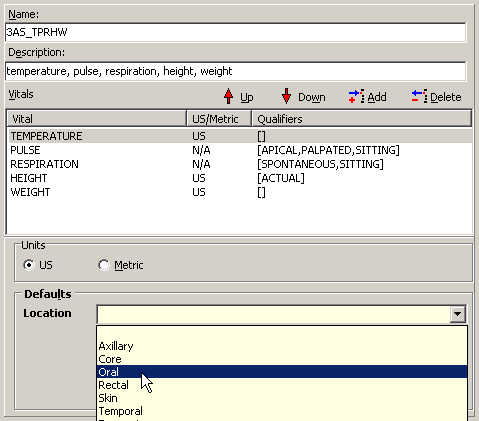 Name:
3AS_TPRHW
Description:
temperature, pulse, respiration, height, weight
Vitals Up Down Add Delete
Vital US/Metric Qualifiers
TEMPERATURE US []
PULSE N/A [APICAL,PALPATED,SITTING]
RESPIRATION N/A [SPONTANEOUS,SITTING]
HEIGHT US [ACTUAL]
WEIGHT US []
Units
US Metric
Defaults
Location
Axillary
Core
Oral
Rectal
Skin
Temporal